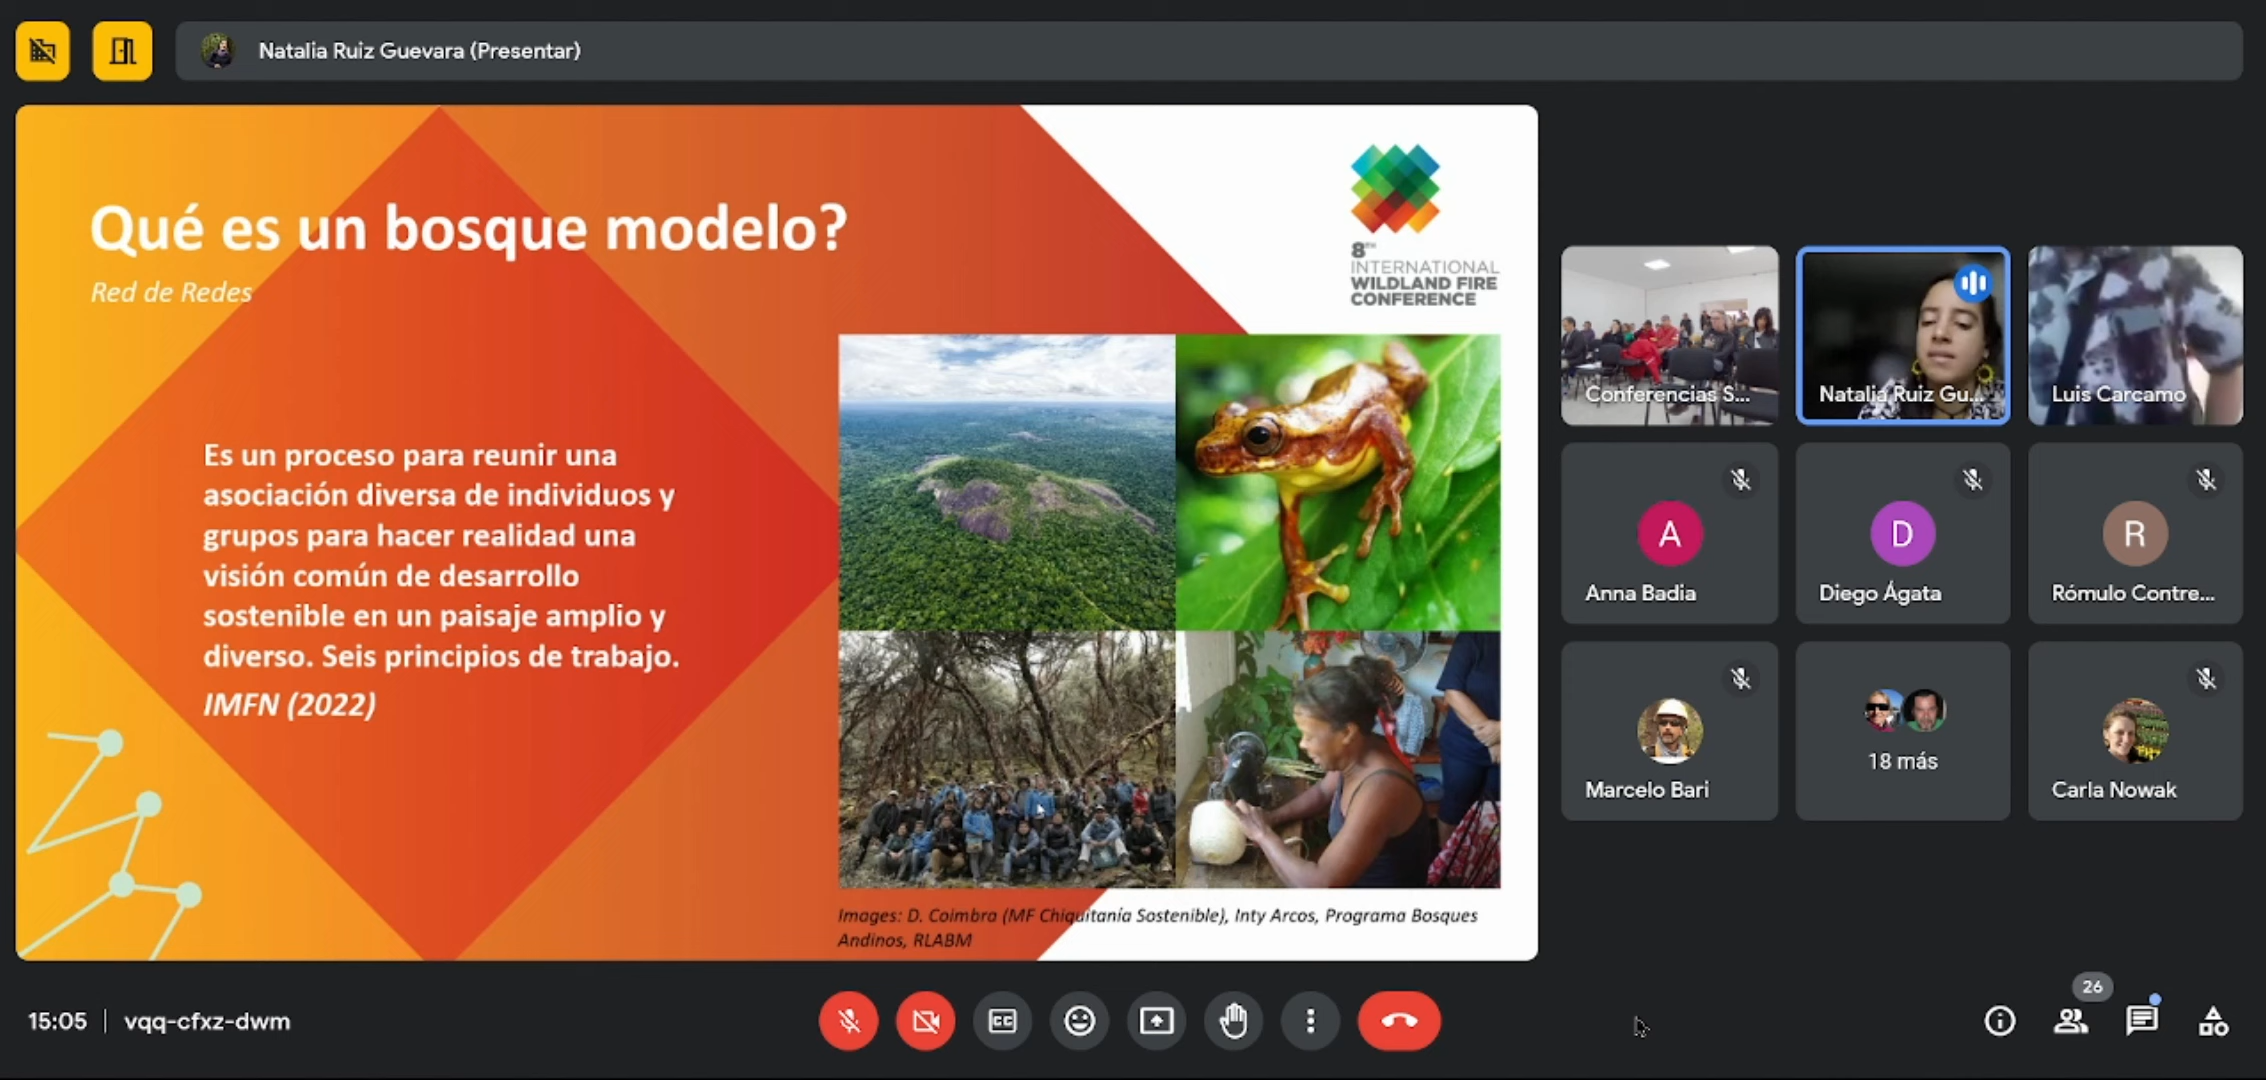 Natalia Ruiz Guevara (Presentar)
Qué es un bosque modelo?
Red de Redes
8TH
INTERNATIONAL
WILDLAND FIRE
CONFERENCE
Es un proceso para reunir una
asociación diversa de individuos y
grupos para hacer realidad una
visión común de desarrollo
sostenible en un paisaje amplio y
diverso. Seis principios de trabajo.
IMFN (2022)
Images: D. Coimbra (MF Chiquitanía Sostenible), Inty Arcos, Programa Bosques
Andinos, RLABM
Conferencias S...
Natalia Ruiz Gu...
Luis Carcamo
A
Anna Badia
D
Diego Ágata
R
Rómulo Contre...
Marcelo Bari
18 más
Carla Nowak
15:05 | vqq-cfxz-dwm
CC
26